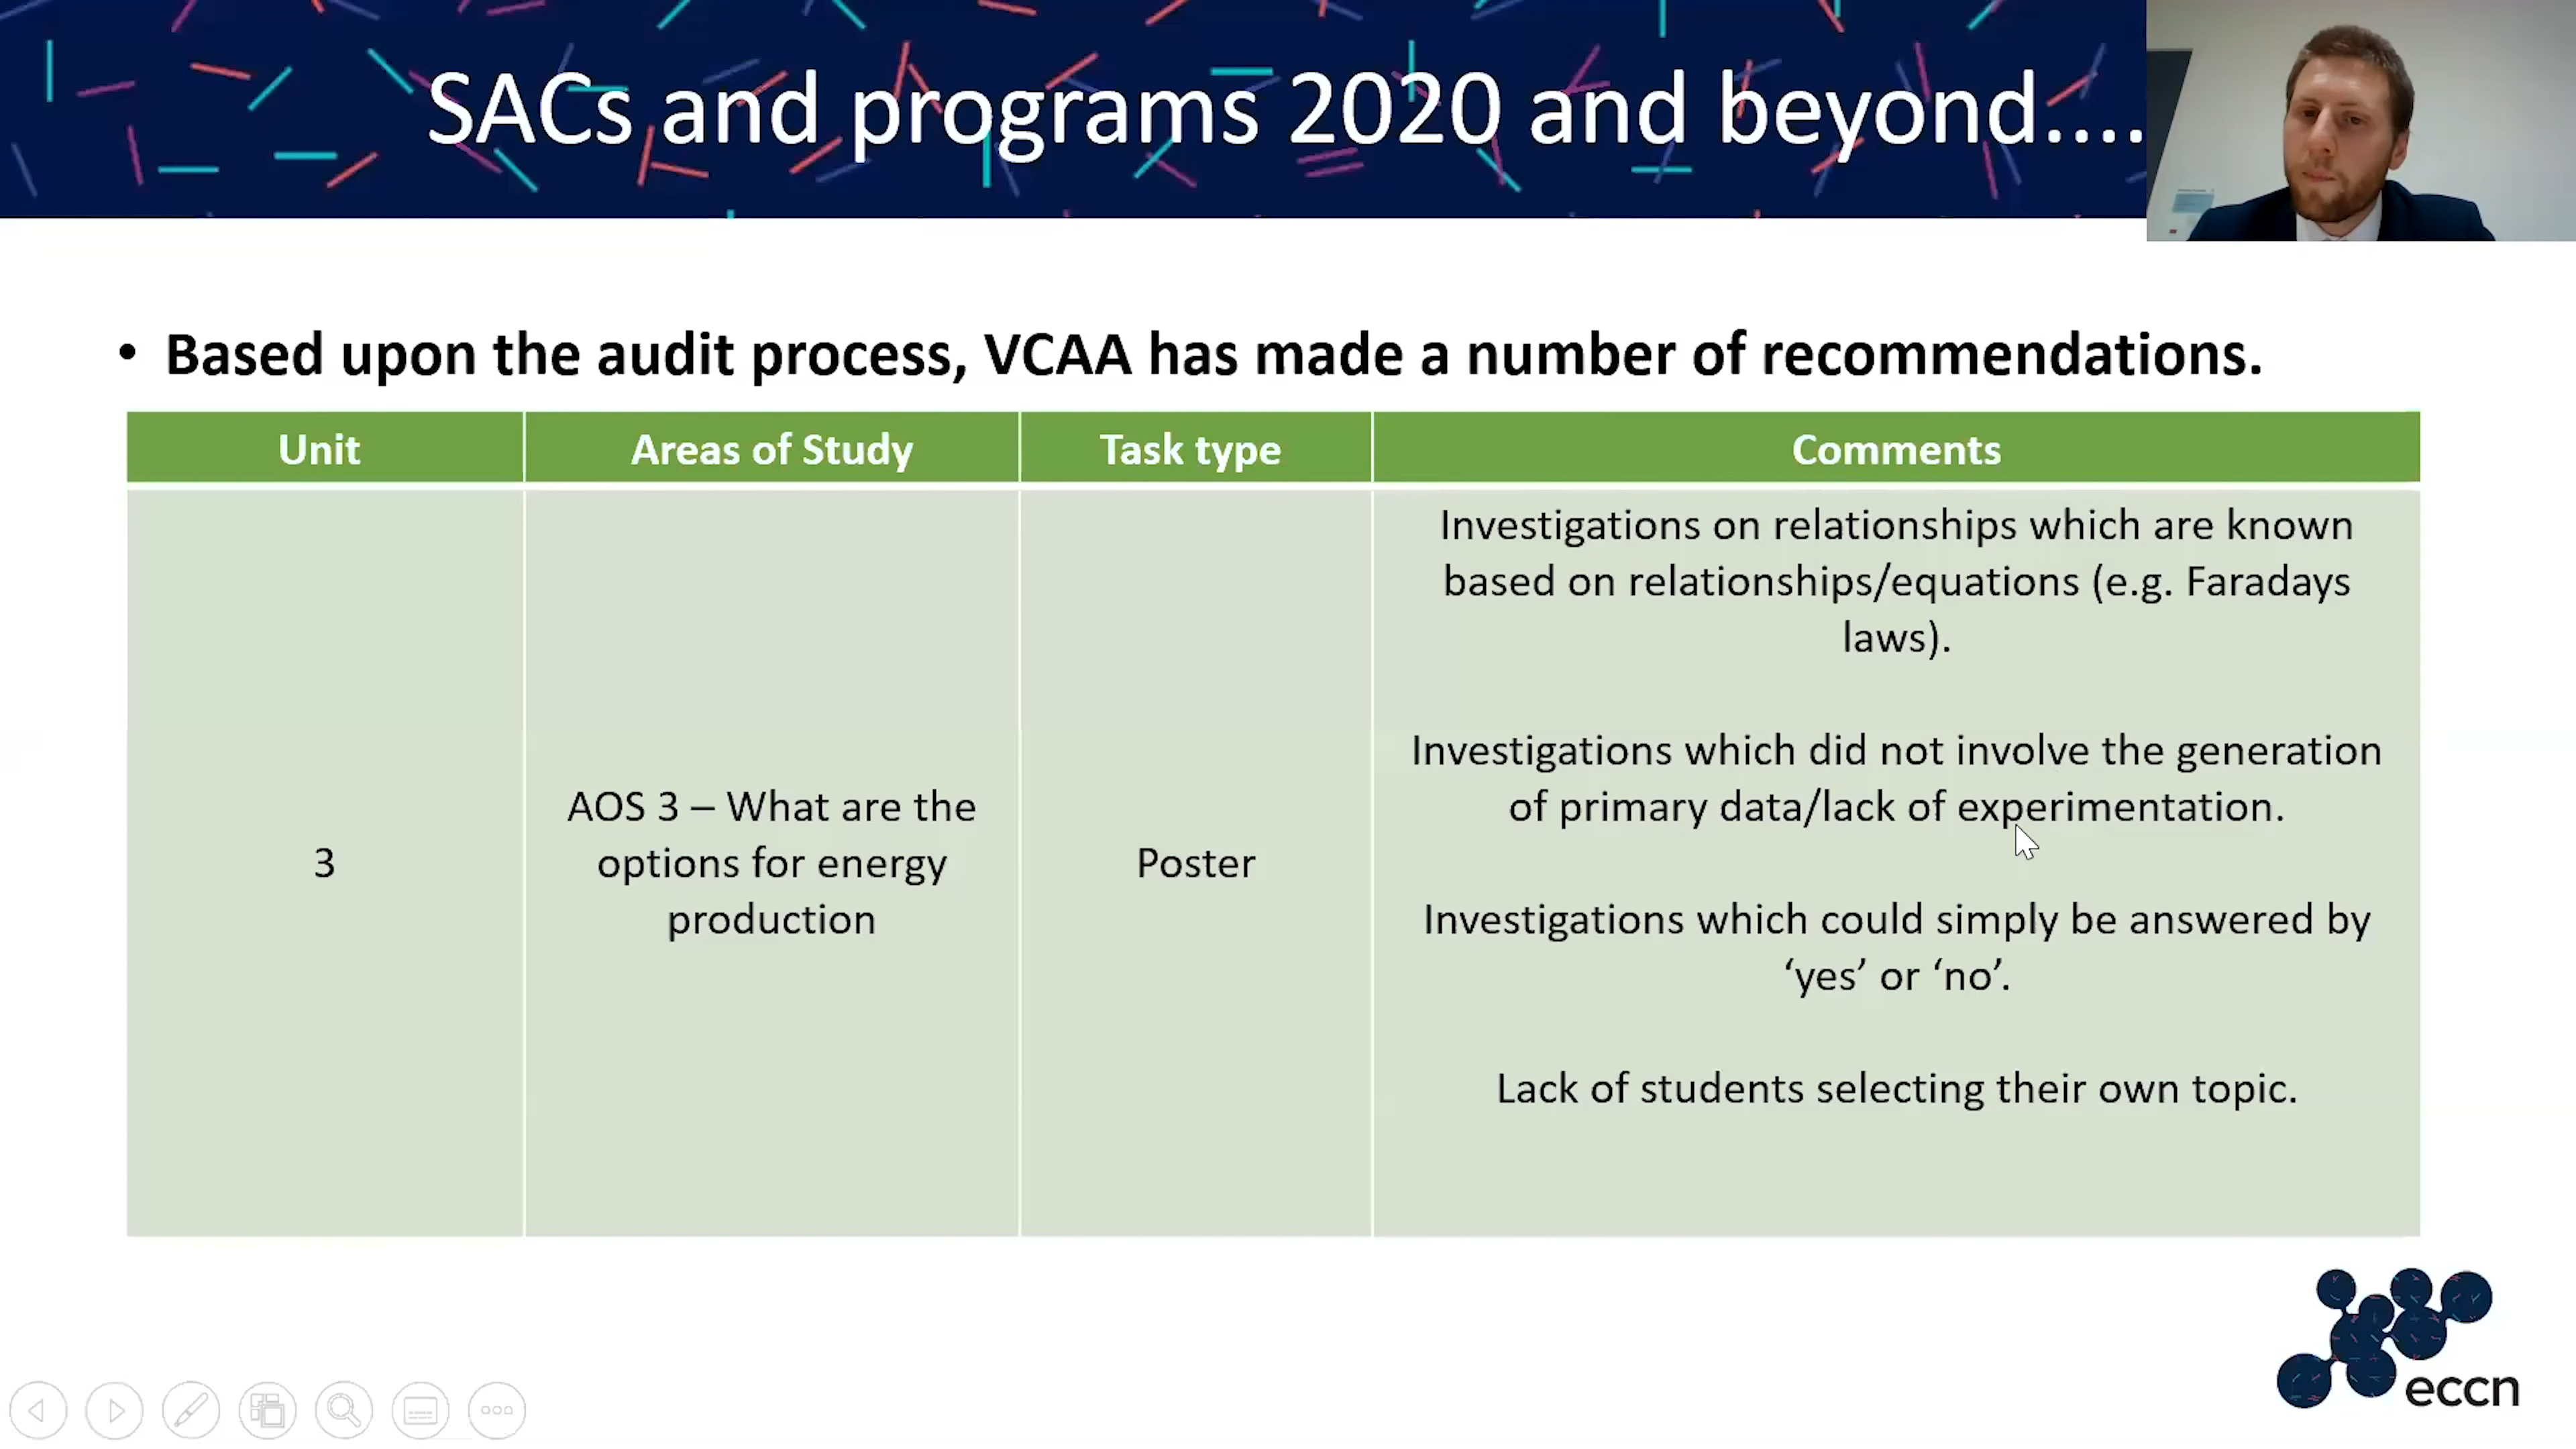 SACs and programs 2020 and beyond....
• Based upon the audit process, VCAA has made a number of recommendations.
Unit
Areas of Study
Task type
Comments
3
AOS 3 – What are the
options for energy
production
Poster
Investigations on relationships which are known
based on relationships/equations (e.g. Faradays
laws).
Investigations which did not involve the generation
of primary data/lack of experimentation.
Investigations which could simply be answered by
‘yes’ or ‘no’.
Lack of students selecting their own topic.
eccn